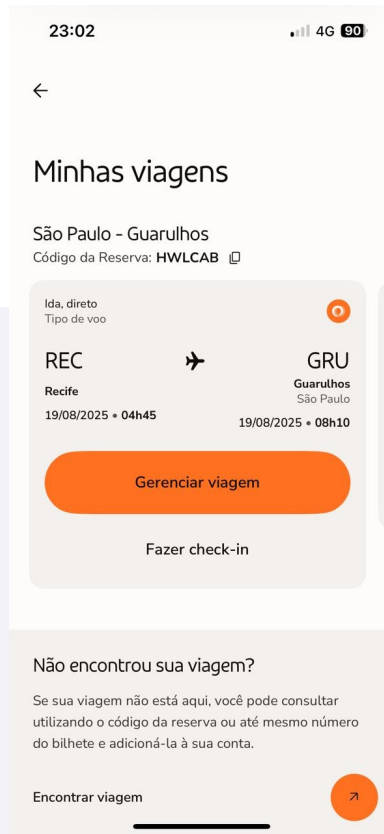 23:02
4G 90
Minhas viagens
São Paulo - Guarulhos
Código da Reserva: HWLCAB
Ida, direto
Tipo de voo
REC GRU
Recife Guarulhos
São Paulo
19/08/2025 • 04h45
19/08/2025 • 08h10
Gerenciar viagem
Fazer check-in
Não encontrou sua viagem?
Se sua viagem não está aqui, você pode consultar
utilizando o código da reserva ou até mesmo número
do bilhete e adicioná-la à sua conta.
Encontrar viagem